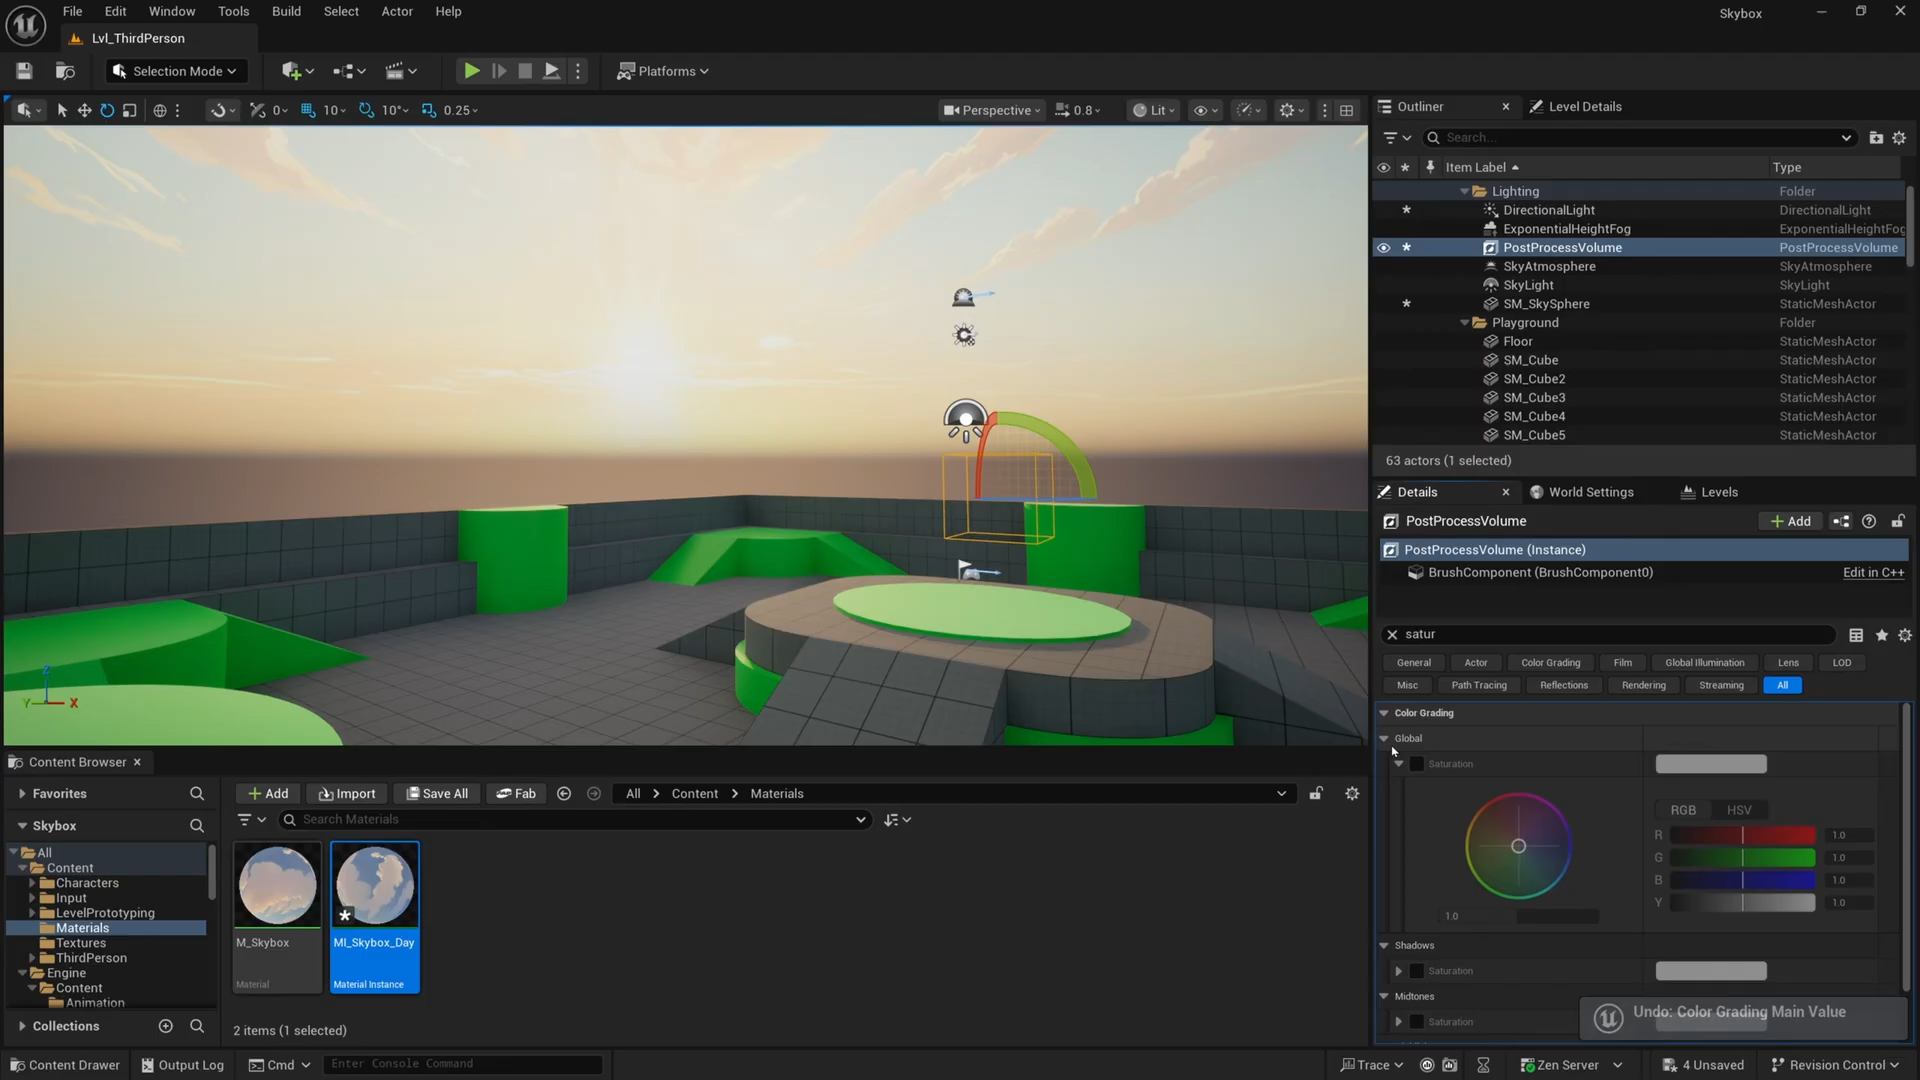 File Edit Window Tools Build Select Actor Help
Skybox
Lvl_ThirdPerson
Selection Mode
Platforms
0 10 10° 0.25
Perspective 0.8 Lit
Outliner Level Details
Search...
Item Label Type
Lighting Folder
DirectionalLight DirectionalLight
ExponentialHeightFog ExponentialHeightFog
PostProcessVolume PostProcessVolume
SkyAtmosphere SkyAtmosphere
SkyLight SkyLight
SM_SkySphere StaticMeshActor
Playground Folder
Floor StaticMeshActor
SM_Cube StaticMeshActor
SM_Cube2 StaticMeshActor
SM_Cube3 StaticMeshActor
SM_Cube4 StaticMeshActor
SM_Cube5 StaticMeshActor
63 actors (1 selected)
Details World Settings Levels
PostProcessVolume Add
PostProcessVolume (Instance)
BrushComponent (BrushComponent0) Edit in C++
satur
General Actor Color Grading Film Global Illumination Lens LOD
Misc Path Tracing Reflections Rendering Streaming All
Color Grading
Global
Saturation
RGB HSV
R 1.0
G 1.0
B 1.0
Y 1.0
1.0
Shadows
Saturation
Midtones
Saturation
Undo: Color Grading Main Value
Z
Y X
Content Browser
Favorites
Skybox
All
Content
Characters
Input
LevelPrototyping
Materials
Textures
ThirdPerson
Engine
Content
Animation
Collections
Add Import Save All Fab All Content Materials
Search Materials
M_Skybox
Material
MI_Skybox_Day
Material Instance
2 items (1 selected)
Content Drawer Output Log Cmd Enter Console Command Trace Zen Server 4 Unsaved Revision Control